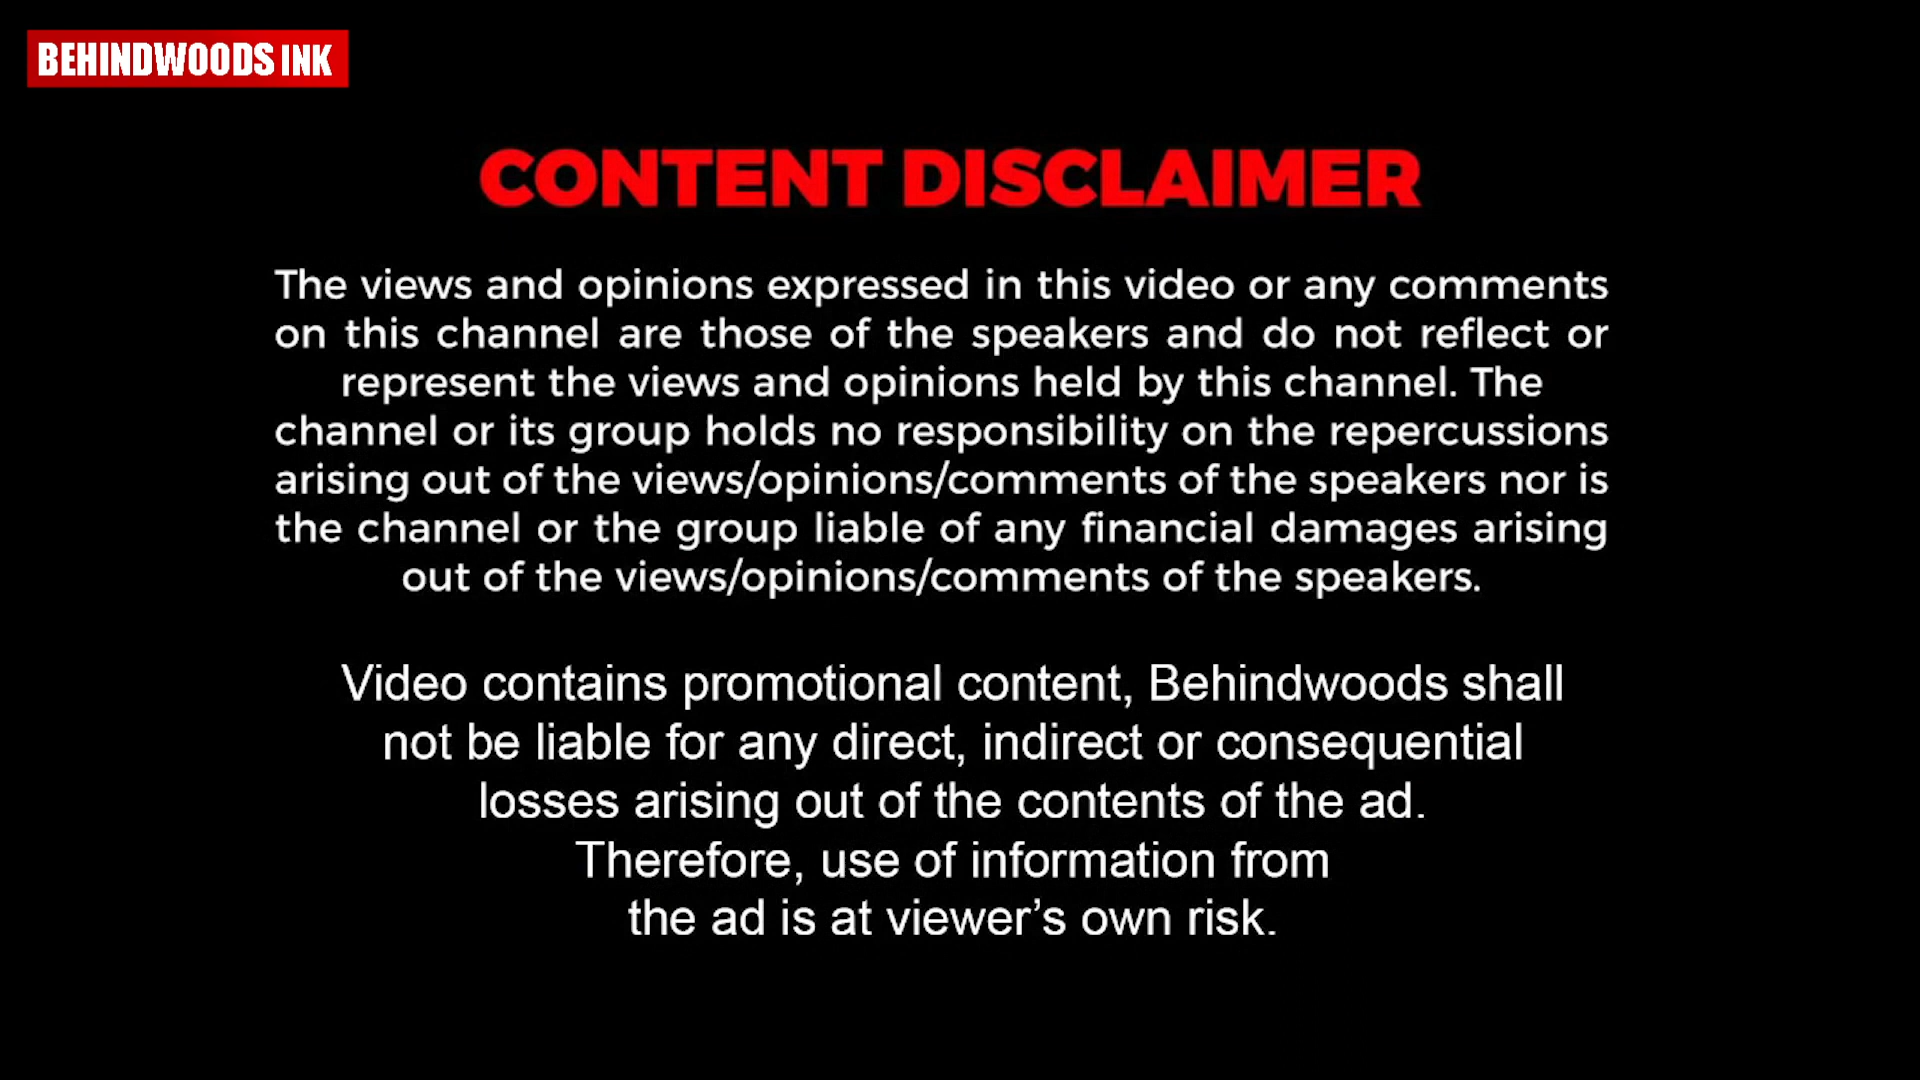 BEHINDWOODS INK
CONTENT DISCLAIMER
The views and opinions expressed in this video or any comments
on this channel are those of the speakers and do not reflect or
represent the views and opinions held by this channel. The
channel or its group holds no responsibility on the repercussions
arising out of the views/opinions/comments of the speakers nor is
the channel or the group liable of any financial damages arising
out of the views/opinions/comments of the speakers.
Video contains promotional content, Behindwoods shall
not be liable for any direct, indirect or consequential
losses arising out of the contents of the ad.
Therefore, use of information from
the ad is at viewer’s own risk.